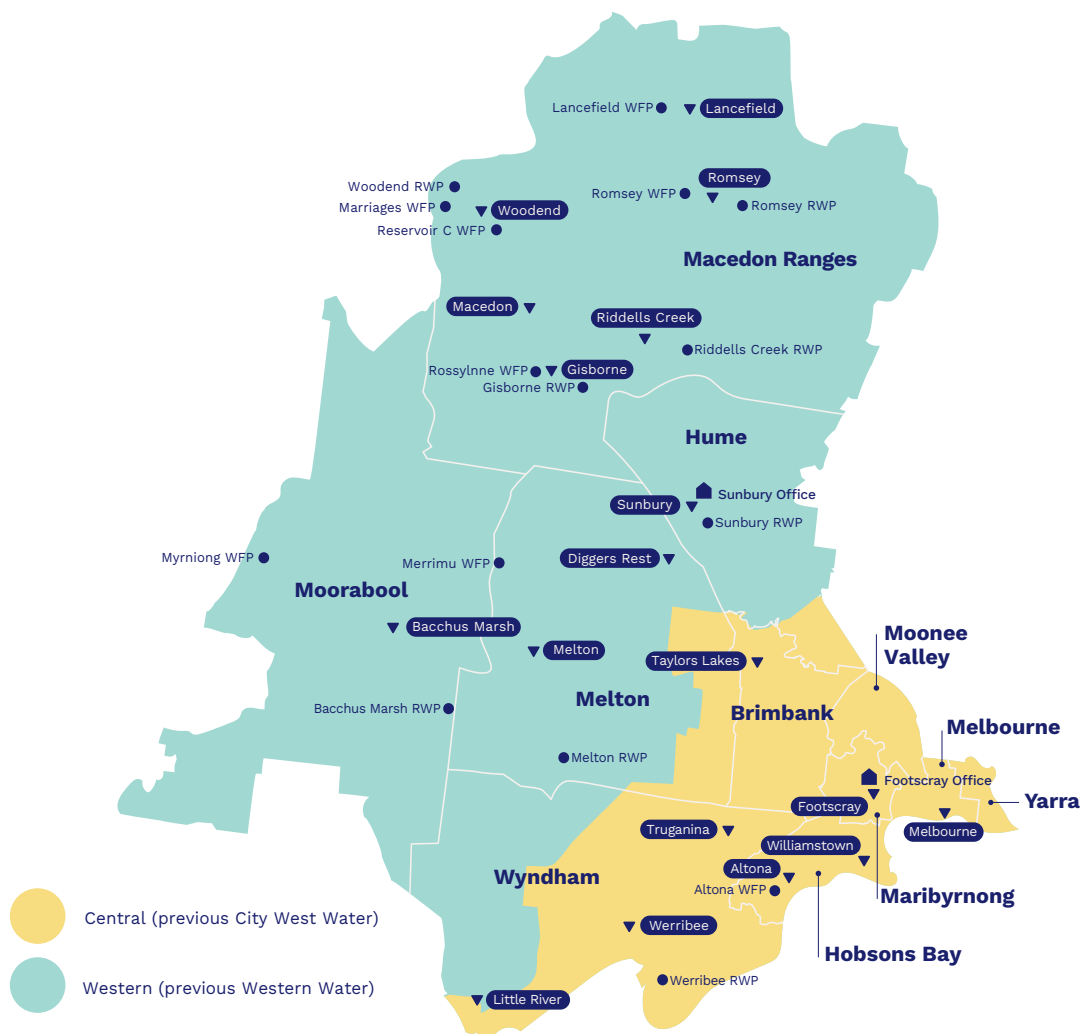 Lancefield WFP
Lancefield
Woodend RWP
Romsey
Romsey WFP
Marriages WFP
Romsey RWP
Woodend
Reservoir C WFP
Macedon Ranges
Macedon
Riddells Creek
Riddells Creek RWP
Rossylnne WFP
Gisborne
Gisborne RWP
Hume
Sunbury Office
Sunbury
Sunbury RWP
Myrniong WFP
Merrimu WFP
Diggers Rest
Moorabool
Bacchus Marsh
Moonee
Valley
Melton
Taylors Lakes
Melton
Bacchus Marsh RWP
Brimbank
Melbourne
Melton RWP
Footscray Office
Footscray
Yarra
Truganina
Melbourne
Williamstown
Wyndham
Altona
Altona WFP
Maribyrnong
Central (previous City West Water)
Werribee
Hobsons Bay
Werribee RWP
Western (previous Western Water)
Little River